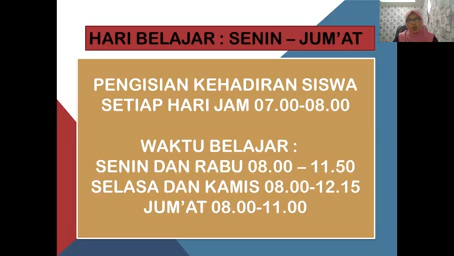 HARI BELAJAR : SENIN – JUM’AT
PENGISIAN KEHADIRAN SISWA
SETIAP HARI JAM 07.00-08.00
WAKTU BELAJAR :
SENIN DAN RABU 08.00 – 11.50
SELASA DAN KAMIS 08.00-12.15
JUM’AT 08.00-11.00